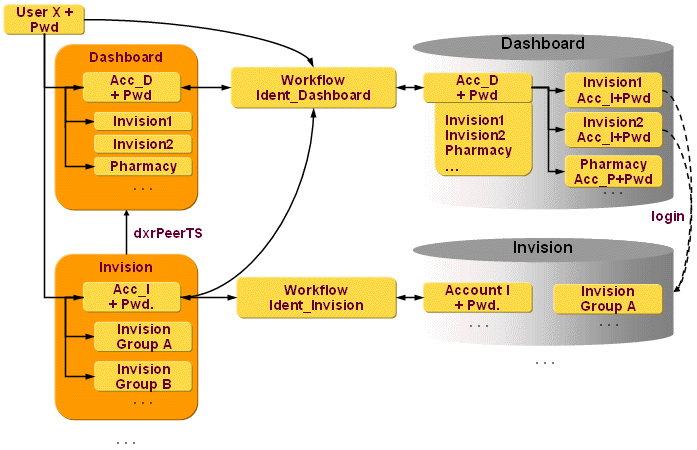 User X +
Pwd
Dashboard
Acc_D
+ Pwd
Invision1
Invision2
Pharmacy
. . .
dxrPeerTS
Invision
Acc_I
+ Pwd.
Invision
Group A
Invision
Group B
. . .
. . .
Workflow
Ident_Dashboard
Workflow
Ident_Invision
Dashboard
Acc_D
+ Pwd
Invision1
Invision2
Pharmacy
...
Invision1
Acc_I+Pwd
Invision2
Acc_I+Pwd
Pharmacy
Acc_P+Pwd
. . .
login
Invision
Account I
+ Pwd.
. . .
Invision
Group A
. . .